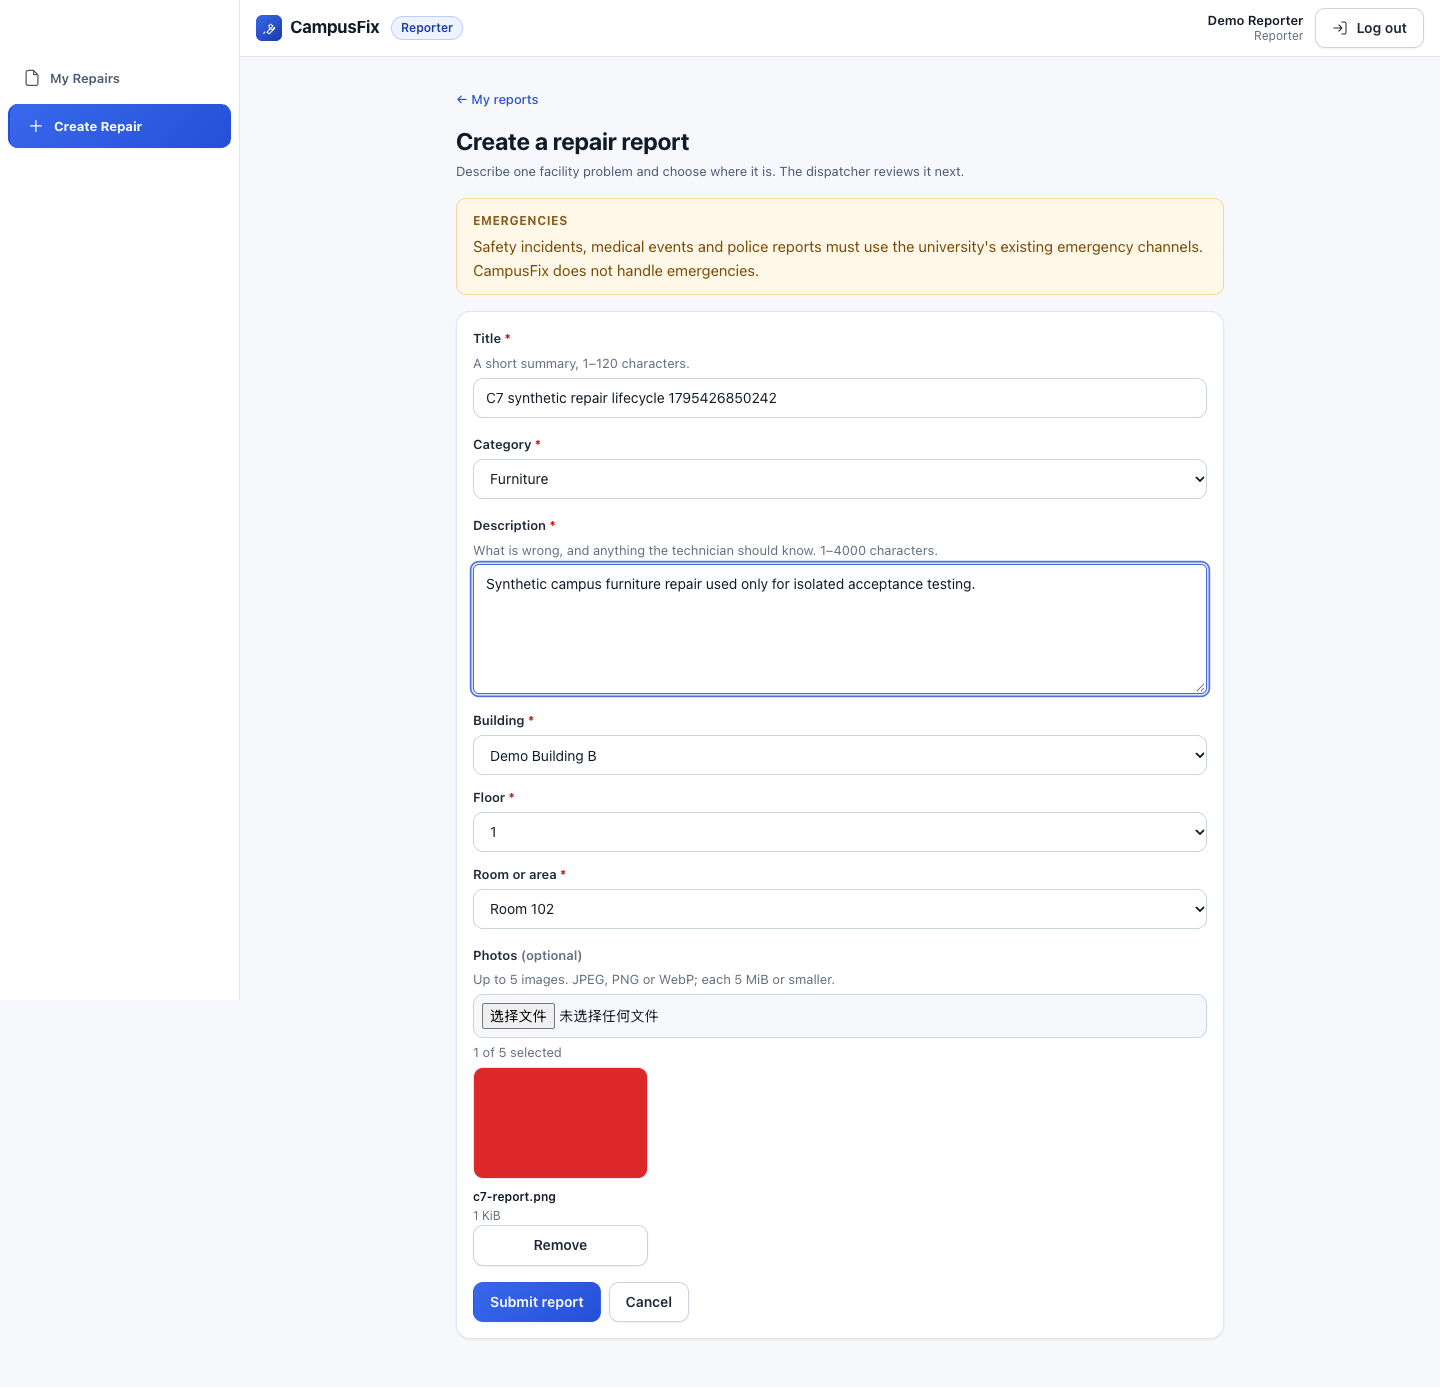 CampusFix
Reporter
Demo Reporter
Reporter
Log out
My Repairs
Create Repair
← My reports
Create a repair report
Describe one facility problem and choose where it is. The dispatcher reviews it next.
EMERGENCIES
Safety incidents, medical events and police reports must use the university's existing emergency channels.
CampusFix does not handle emergencies.
Title *
A short summary, 1–120 characters.
C7 synthetic repair lifecycle 1795426850242
Category *
Furniture
Description *
What is wrong, and anything the technician should know. 1–4000 characters.
Synthetic campus furniture repair used only for isolated acceptance testing.
Building *
Demo Building B
Floor *
1
Room or area *
Room 102
Photos (optional)
Up to 5 images. JPEG, PNG or WebP; each 5 MiB or smaller.
选择文件 未选择任何文件
1 of 5 selected
c7-report.png
1 KiB
Remove
Submit report
Cancel